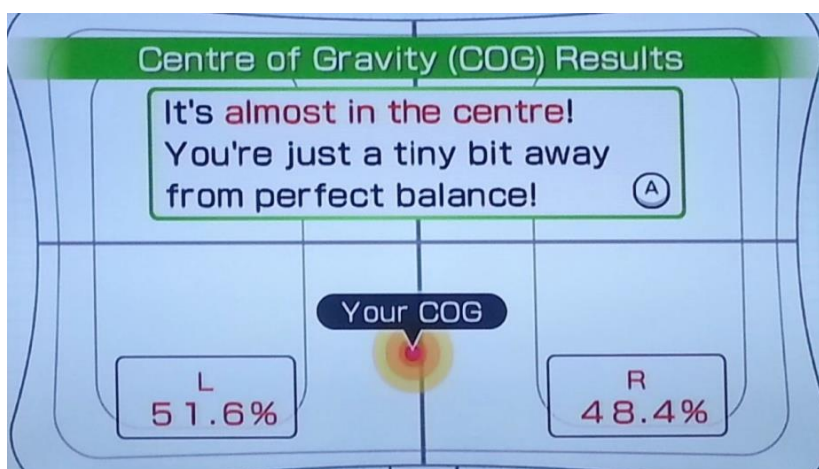 Centre of Gravity (COG) Results
It's almost in the centre!
You're just a tiny bit away
from perfect balance!
A
Your COG
L
51.6%
R
48.4%